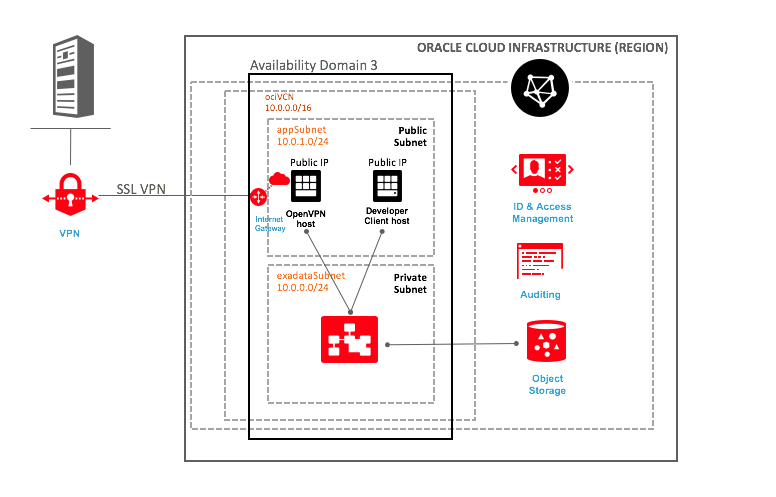 ORACLE CLOUD INFRASTRUCTURE (REGION)
Availability Domain 3
ociVCN
10.0.0.0/16
appSubnet
10.0.1.0/24
Public
Subnet
Public IP
Public IP
SSL VPN
VPN
Internet
Gateway
OpenVPN
host
Developer
Client host
exadataSubnet
10.0.0.0/24
Private
Subnet
ID & Access
Management
Auditing
Object
Storage